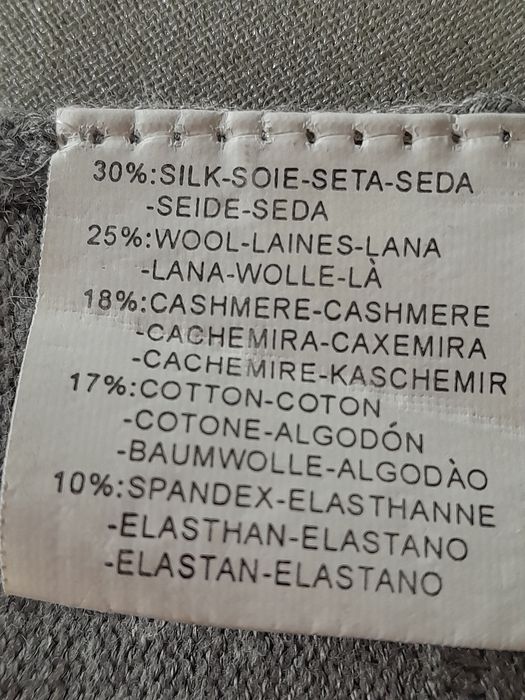 30%:SILK-SOIE-SETA-SEDA
-SEIDE-SEDA
25%:WOOL-LAINES-LANA
-LANA-WOLLE-LÀ
18%:CASHMERE-CASHMERE
-CACHEMIRA-CAXEMIRA
-CACHEMIRE-KASCHEMIR
17%:COTTON-COTON
-COTONE-ALGODÓN
-BAUMWOLLE-ALGODÀO
10%:SPANDEX-ELASTHANNE
-ELASTHAN-ELASTANO
-ELASTAN-ELASTANO